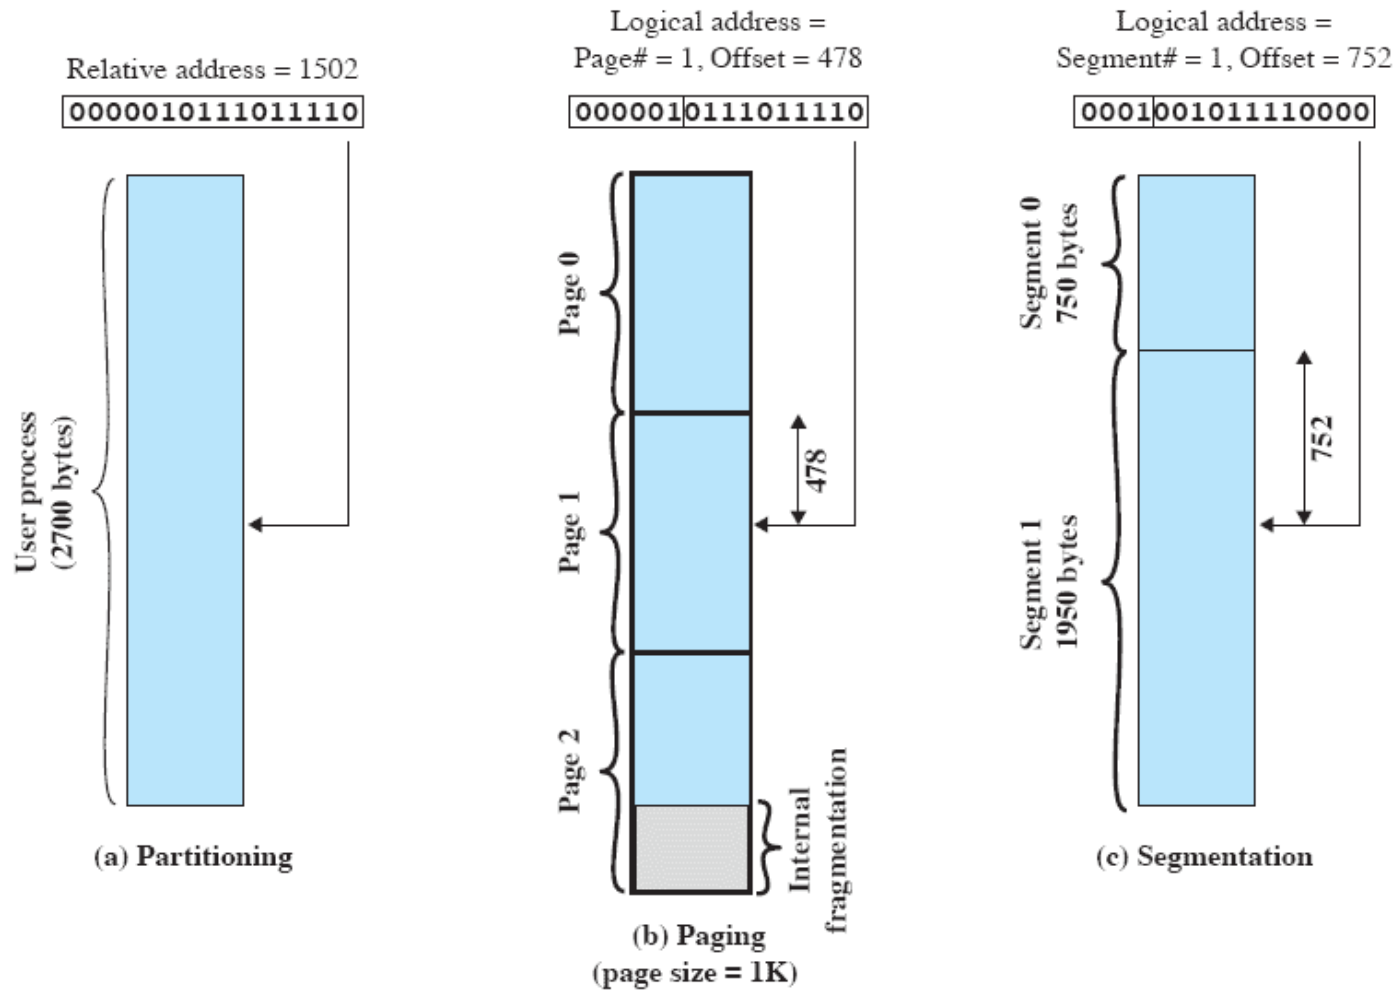 Relative address = 1502
0000010111011110
User process
(2700 bytes)
(a) Partitioning
Logical address =
Page# = 1, Offset = 478
0000010111011110
Page 0
Page 1
Page 2
478
Internal
fragmentation
(b) Paging
(page size = 1K)
Logical address =
Segment# = 1, Offset = 752
0001001011110000
Segment 0
750 bytes
Segment 1
1950 bytes
752
(c) Segmentation